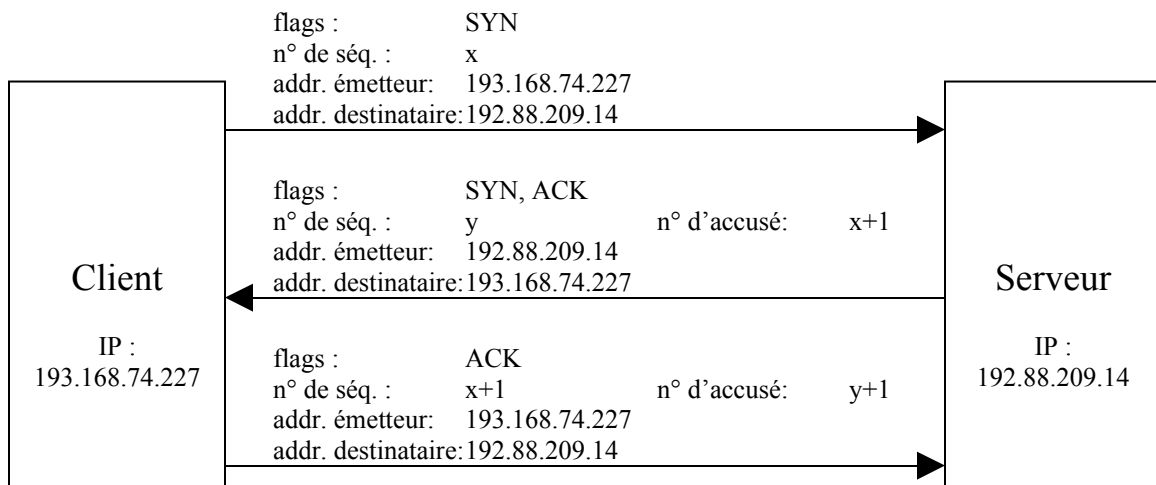 flags : SYN
n° de séq. : x
addr. émetteur: 193.168.74.227
addr. destinataire:192.88.209.14
flags : SYN, ACK
n° de séq. : y n° d’accusé: x+1
addr. émetteur: 192.88.209.14
addr. destinataire:193.168.74.227
Client
IP :
193.168.74.227
Serveur
IP :
192.88.209.14
flags : ACK
n° de séq. : x+1 n° d’accusé: y+1
addr. émetteur: 193.168.74.227
addr. destinataire:192.88.209.14